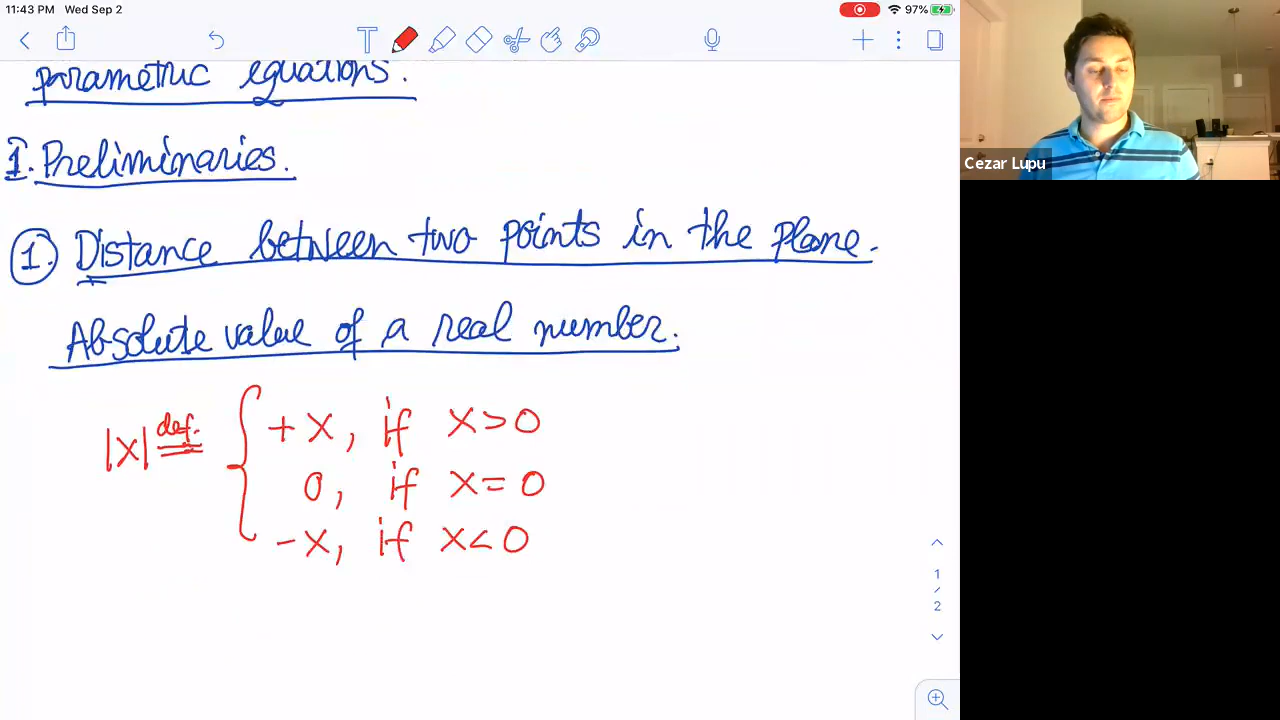 11:43 PM Wed Sep 2
97%
parametric equations.
I. Preliminaries.
1. Distance between two points in the plane.
Absolute value of a real number.
|x| def. = { +x, if x>0
0, if x=0
-x, if x<0
1
/
2
Cezar Lupu